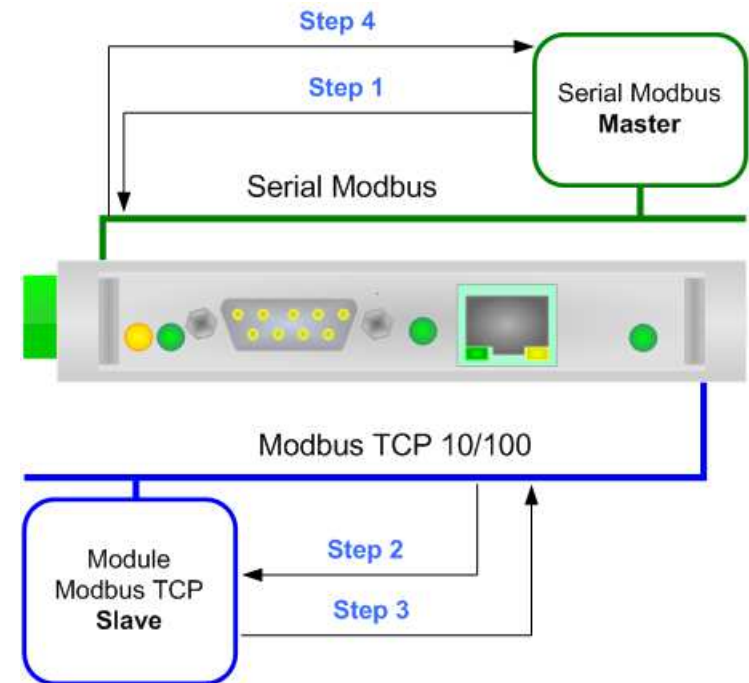 Step 4
Step 1
Serial Modbus
Master
Serial Modbus
Modbus TCP 10/100
Step 2
Module
Modbus TCP
Slave
Step 3